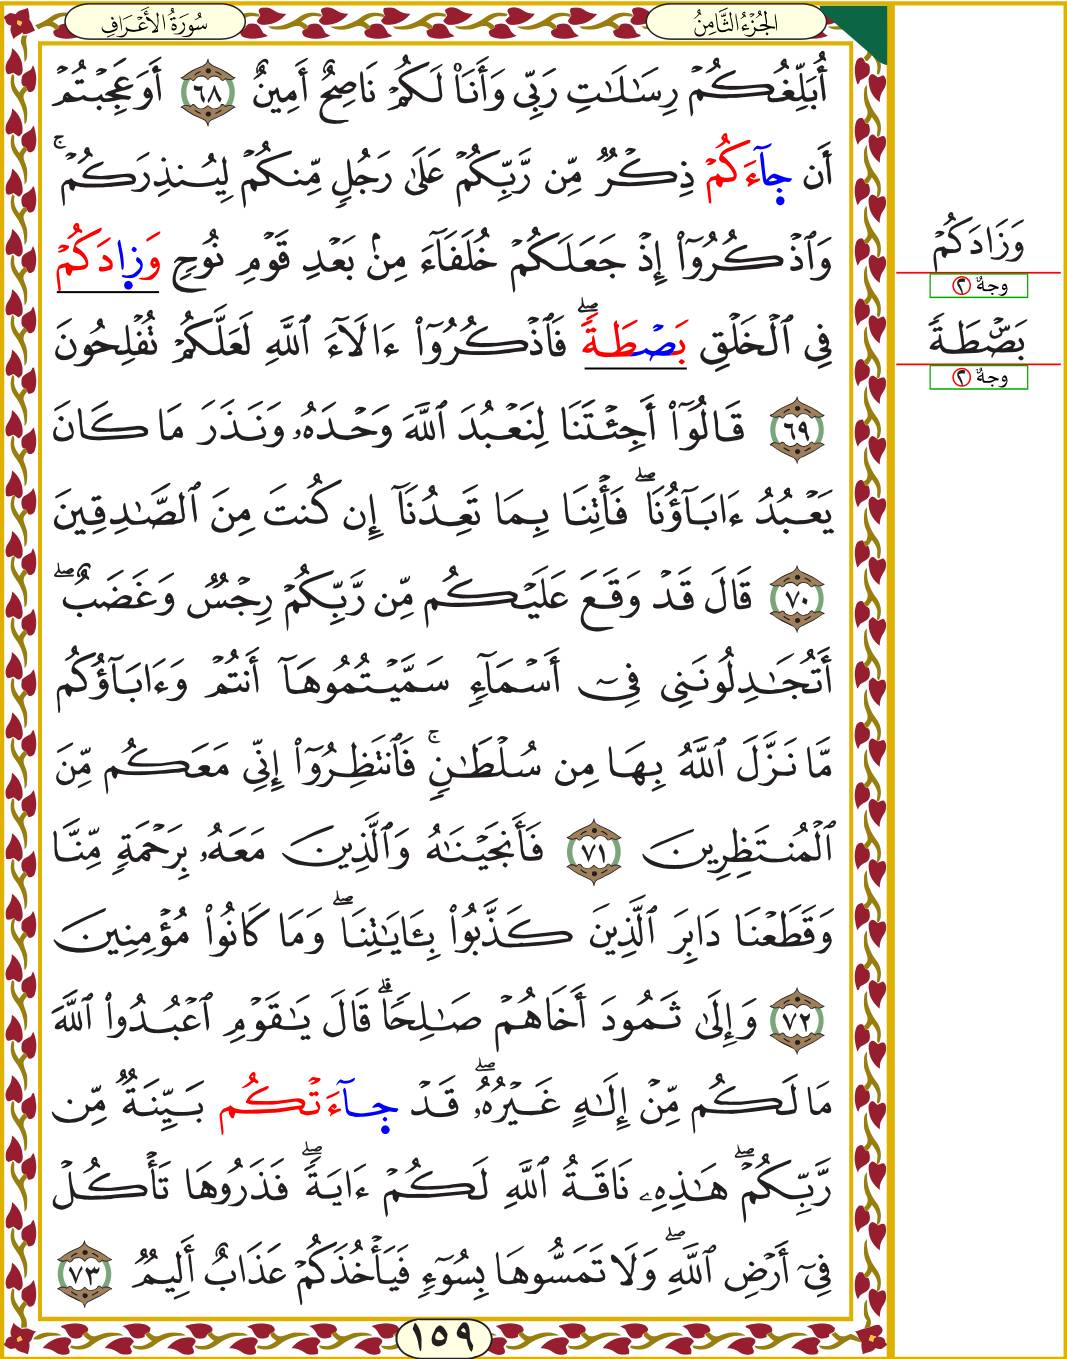 سُورَةُ الأَعْرَافِ
الجُزْءُ الثَّامِنُ
أُبَلِّغُكُمْ رِسَـٰلَـٰتِ رَبِّى وَأَنَا۠ لَكُمْ نَاصِحٌ أَمِينٌ ٦٨ أَوَعَجِبْتُمْ
أَن جَآءَكُمْ ذِكْرٌ مِّن رَّبِّكُمْ عَلَىٰ رَجُلٍ مِّنكُمْ لِيُنذِرَكُمْ ۚ
وَٱذْكُرُوٓا۟ إِذْ جَعَلَكُمْ خُلَفَآءَ مِنۢ بَعْدِ قَوْمِ نُوحٍ وَزَادَكُمْ
فِى ٱلْخَلْقِ بَصْطَةً ۖ فَٱذْكُرُوٓا۟ ءَالَآءَ ٱللَّهِ لَعَلَّكُمْ تُفْلِحُونَ
٦٩ قَالُوٓا۟ أَجِئْتَنَا لِنَعْبُدَ ٱللَّهَ وَحْدَهُۥ وَنَذَرَ مَا كَانَ
يَعْبُدُ ءَابَآؤُنَا ۖ فَأْتِنَا بِمَا تَعِدُنَآ إِن كُنتَ مِنَ ٱلصَّـٰدِقِينَ
٧٠ قَالَ قَدْ وَقَعَ عَلَيْكُم مِّن رَّبِّكُمْ رِجْسٌ وَغَضَبٌ ۖ
أَتُجَـٰدِلُونَنِى فِىٓ أَسْمَآءٍ سَمَّيْتُمُوهَآ أَنتُمْ وَءَابَآؤُكُم
مَّا نَزَّلَ ٱللَّهُ بِهَا مِن سُلْطَـٰنٍ ۚ فَٱنتَظِرُوٓا۟ إِنِّى مَعَكُم مِّنَ
ٱلْمُنتَظِرِينَ ٧١ فَأَنجَيْنَـٰهُ وَٱلَّذِينَ مَعَهُۥ بِرَحْمَةٍ مِّنَّا
وَقَطَعْنَا دَابِرَ ٱلَّذِينَ كَذَّبُوا۟ بِـَٔايَـٰتِنَا ۖ وَمَا كَانُوا۟ مُؤْمِنِينَ
٧٢ وَإِلَىٰ ثَمُودَ أَخَاهُمْ صَـٰلِحًا ۗ قَالَ يَـٰقَوْمِ ٱعْبُدُوا۟ ٱللَّهَ
مَا لَكُم مِّنْ إِلَـٰهٍ غَيْرُهُۥ ۖ قَدْ جَآءَتْكُم بَيِّنَةٌ مِّن
رَّبِّكُمْ ۖ هَـٰذِهِۦ نَاقَةُ ٱللَّهِ لَكُمْ ءَايَةً ۖ فَذَرُوهَا تَأْكُلْ
فِىٓ أَرْضِ ٱللَّهِ ۖ وَلَا تَمَسُّوهَا بِسُوٓءٍ فَيَأْخُذَكُمْ عَذَابٌ أَلِيمٌ ٧٣
١٥٩
وَزَادَكُمْ
وجهٌ ٢
بَصْۜطَةً
وجهٌ ٢